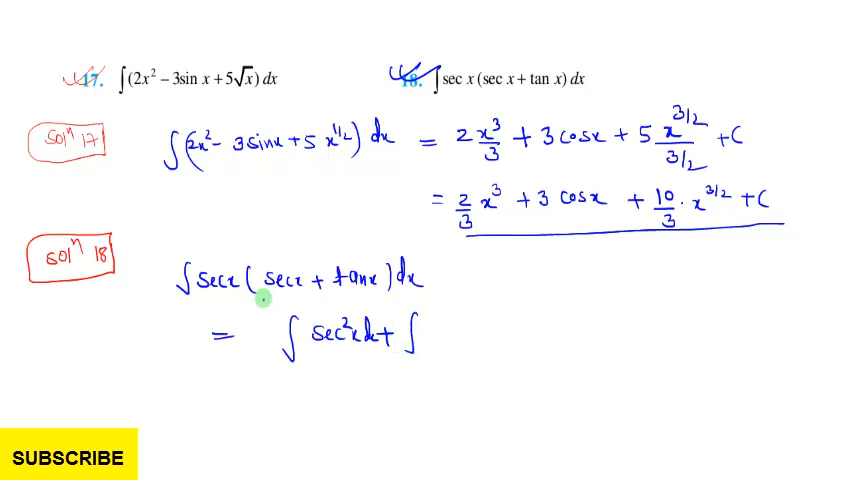 17. ∫(2x² – 3sin x + 5√x) dx
18. ∫sec x (sec x + tan x) dx
solⁿ 17
∫(2x² - 3sinx + 5 x^1/2) dx = 2 x³/3 + 3 cosx + 5 x^3/2 / 3/2 + C
= 2/3 x³ + 3 cosx + 10/3 . x^3/2 + C
solⁿ 18
∫ secx ( secx + tanx) dx
= ∫ sec²x dx + ∫
SUBSCRIBE